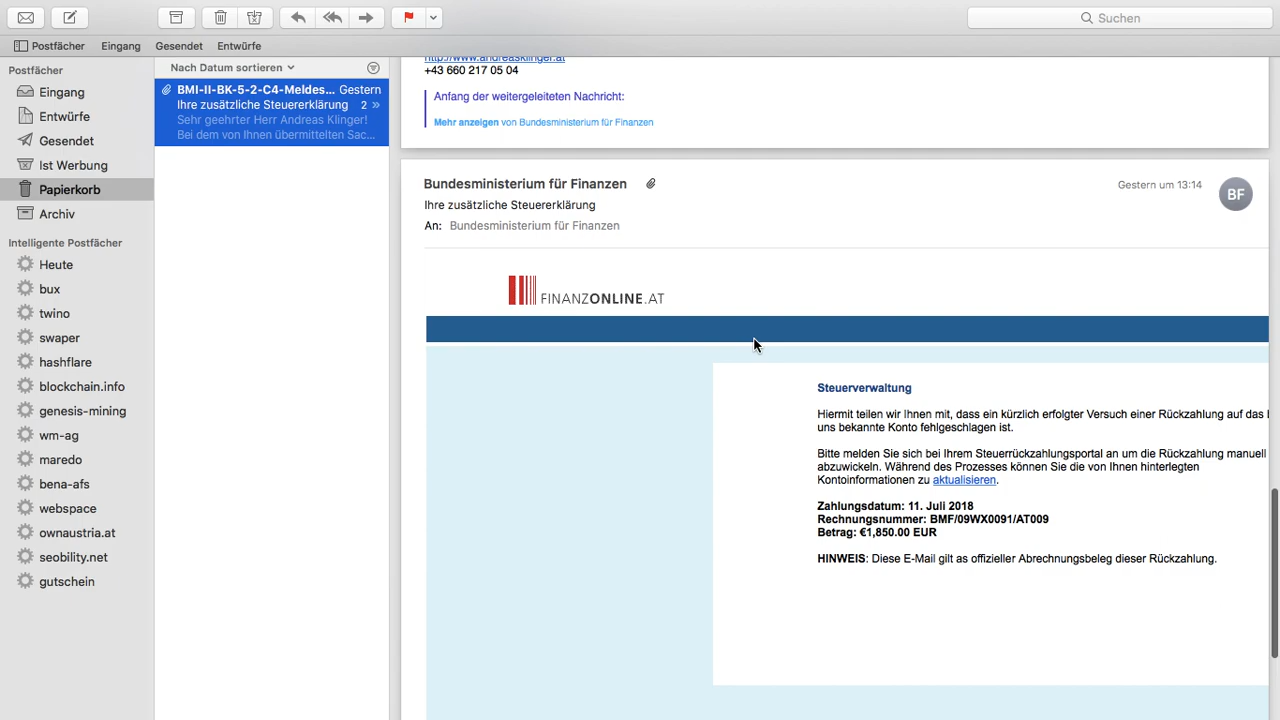 Suchen
Postfächer Eingang Gesendet Entwürfe
Postfächer
Eingang
Entwürfe
Gesendet
Ist Werbung
Papierkorb
Archiv
Intelligente Postfächer
Heute
bux
twino
swaper
hashflare
blockchain.info
genesis-mining
wm-ag
maredo
bena-afs
webspace
ownaustria.at
seobility.net
gutschein
Nach Datum sortieren
BMI-II-BK-5-2-C4-Meldes... Gestern
Ihre zusätzliche Steuererklärung 2 »
Sehr geehrter Herr Andreas Klinger!
Bei dem von Ihnen übermittelten Sac...
http://www.andreasklinger.at
+43 660 217 05 04
Anfang der weitergeleiteten Nachricht:
Mehr anzeigen von Bundesministerium für Finanzen
Bundesministerium für Finanzen
Gestern um 13:14
BF
Ihre zusätzliche Steuererklärung
An: Bundesministerium für Finanzen
FINANZONLINE.AT
Steuerverwaltung
Hiermit teilen wir Ihnen mit, dass ein kürzlich erfolgter Versuch einer Rückzahlung auf das
uns bekannte Konto fehlgeschlagen ist.
Bitte melden Sie sich bei Ihrem Steuerrückzahlungsportal an um die Rückzahlung manuell
abzuwickeln. Während des Prozesses können Sie die von Ihnen hinterlegten
Kontoinformationen zu aktualisieren.
Zahlungsdatum: 11. Juli 2018
Rechnungsnummer: BMF/09WX0091/AT009
Betrag: €1,850.00 EUR
HINWEIS: Diese E-Mail gilt as offizieller Abrechnungsbeleg dieser Rückzahlung.